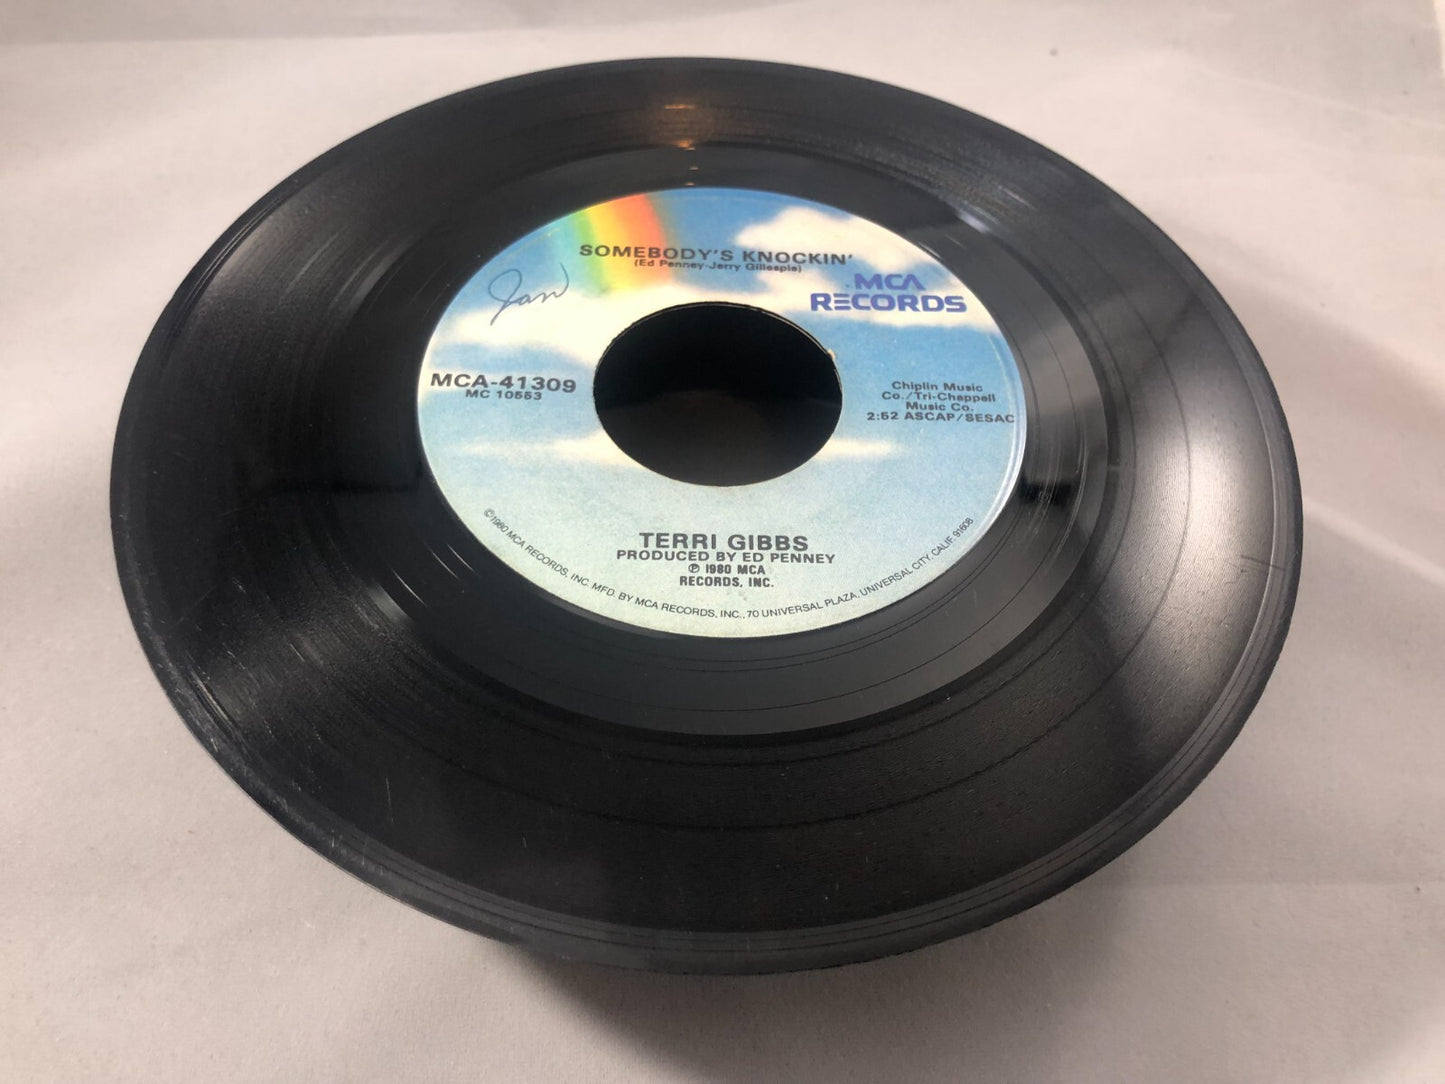 SOMEBODY'S KNOCKIN'
(Ed Penney-Jerry Gillespie)
Jan
MCA
RECORDS
MCA-41309
MC 10553
Chiplin Music
Co./Tri-Chappell
Music Co.
2:52 ASCAP/SESAC
TERRI GIBBS
PRODUCED BY ED PENNEY
℗ 1980 MCA
RECORDS, INC.
©1980 MCA RECORDS, INC. MFD. BY MCA RECORDS, INC., 70 UNIVERSAL PLAZA, UNIVERSAL CITY, CALIF. 91608